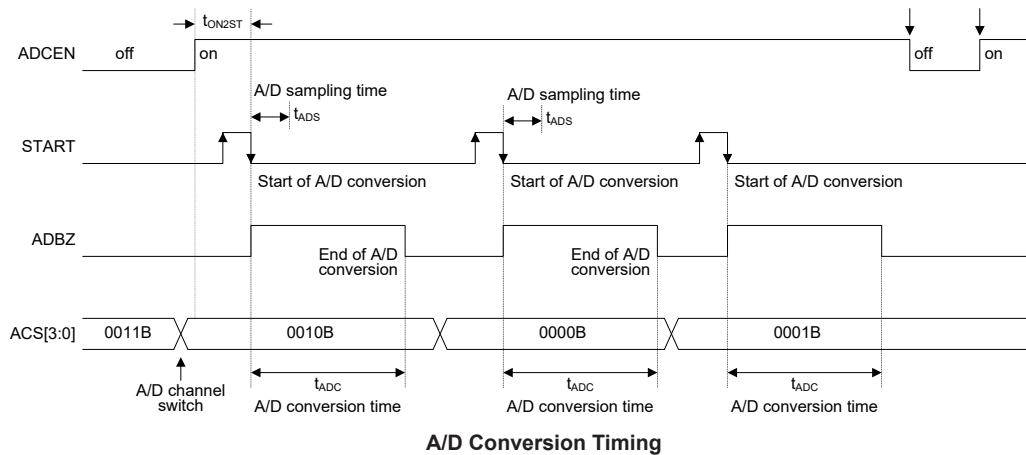 tON2ST
ADCEN off on off on
A/D sampling time A/D sampling time
tADS tADS
START
Start of A/D conversion Start of A/D conversion Start of A/D conversion
ADBZ
End of A/D conversion End of A/D conversion
ACS[3:0] 0011B 0010B 0000B 0001B
A/D channel switch
tADC tADC tADC
A/D conversion time A/D conversion time A/D conversion time
A/D Conversion Timing